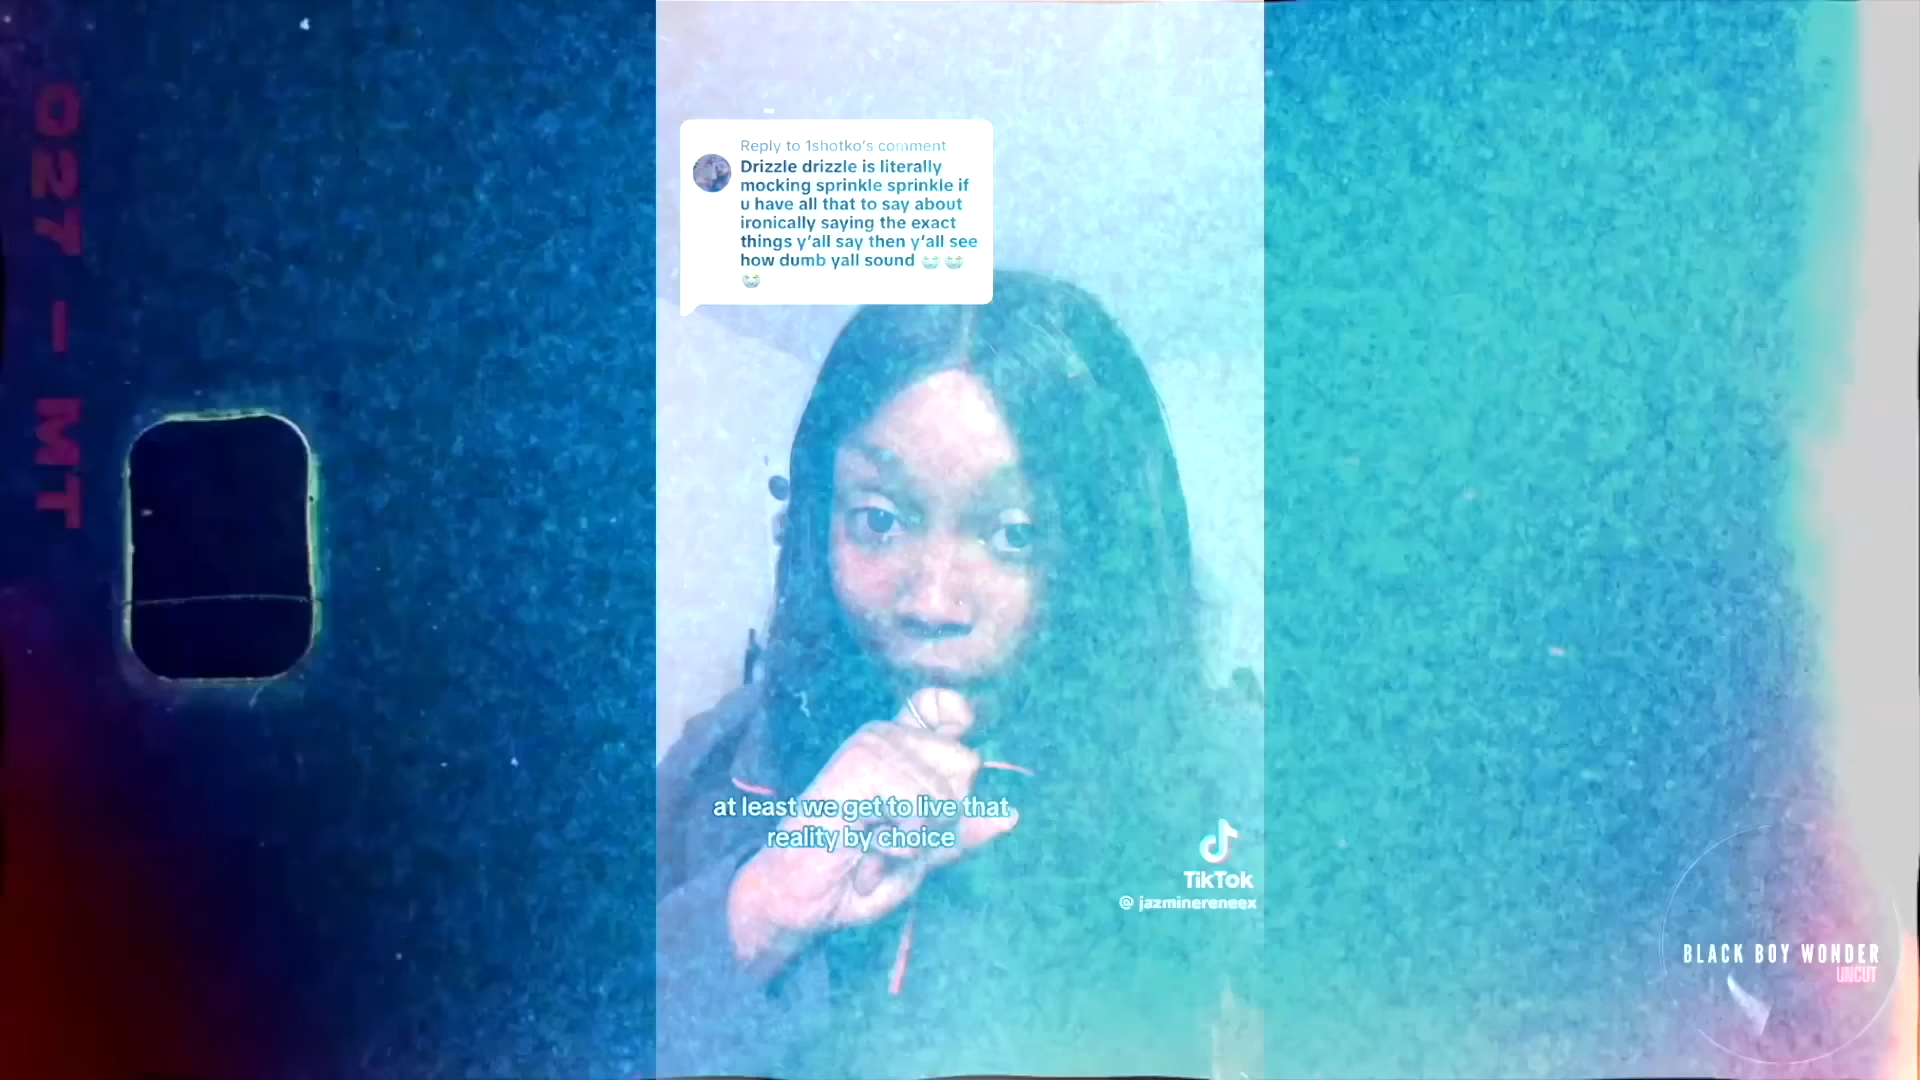 027 - MT
Reply to 1shotko's comment
Drizzle drizzle is literally
mocking sprinkle sprinkle if
u have all that to say about
ironically saying the exact
things y'all say then y'all see
how dumb yall sound 😭 😭
😭
at least we get to live that
reality by choice
TikTok
@ jazminereneex
BLACK BOY WONDER
UNCUT